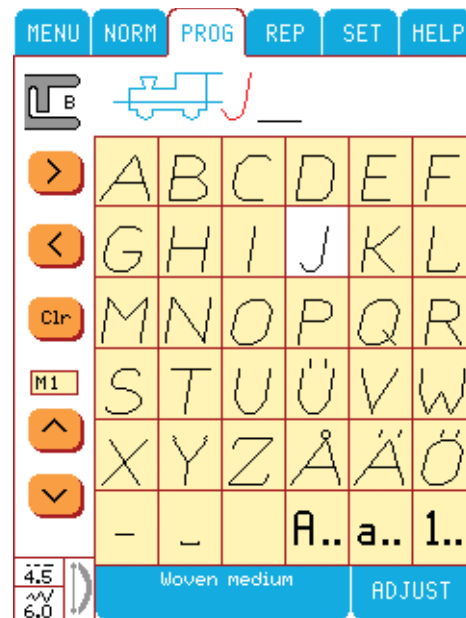 MENU NORM PROG REP SET HELP
B
J
> A B C D E F
< G H I J K L
Clr M N O P Q R
M1 S T U Ü V W
X Y Z Å Ä Ö
– ⎵ A.. a.. 1..
4.5 Woven medium ADJUST
6.0